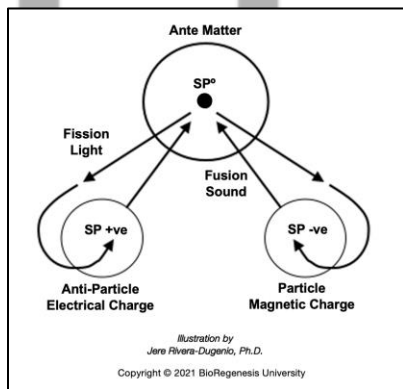 Ante Matter
SP⁰
Fission
Light
Fusion
Sound
SP +ve
SP -ve
Anti-Particle
Electrical Charge
Particle
Magnetic Charge
Illustration by
Jere Rivera-Dugenio, Ph.D.
Copyright © 2021 BioRegenesis University